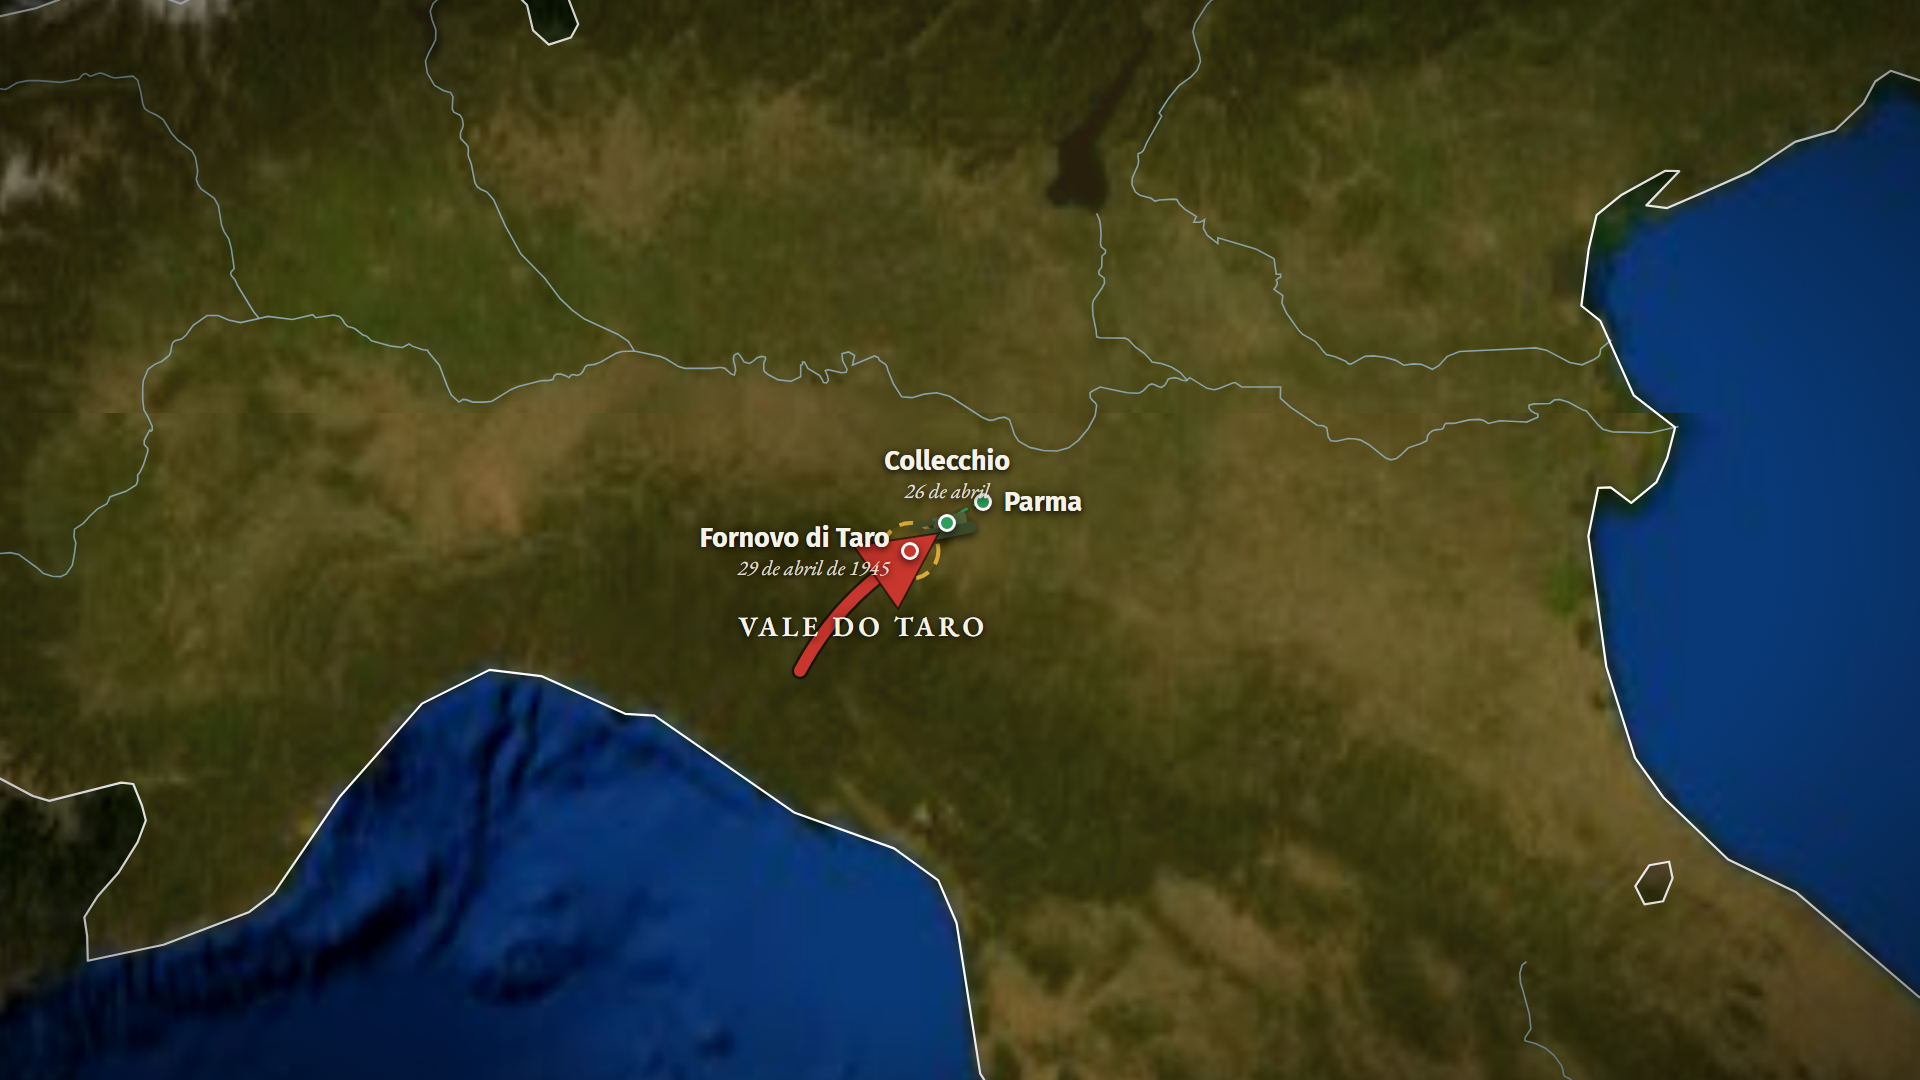 Collecchio
26 de abril
Parma
Fornovo di Taro
29 de abril de 1945
VALE DO TARO